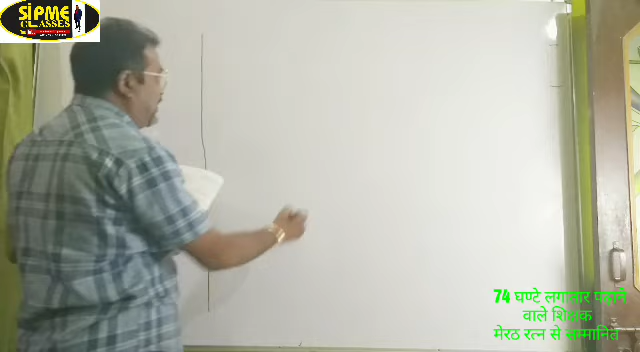 SiPME
CLASSES
74 घण्टे लगातार पढ़ाने
वाले शिक्षक
मेरठ रत्न से सम्मानित